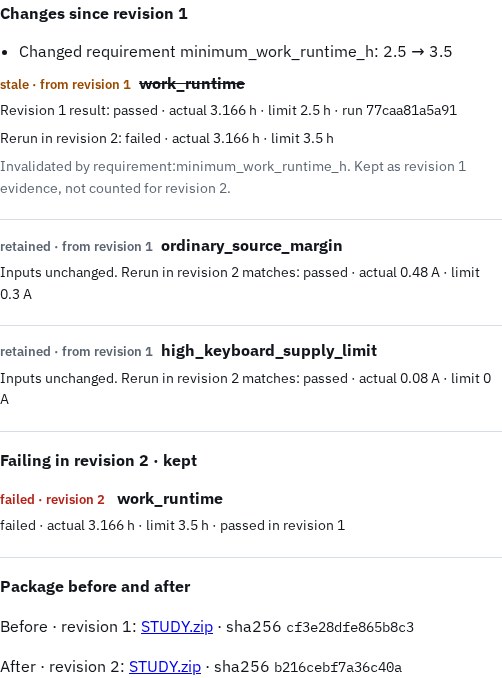 Changes since revision 1
• Changed requirement minimum_work_runtime_h: 2.5 → 3.5
stale · from revision 1 work_runtime
Revision 1 result: passed · actual 3.166 h · limit 2.5 h · run 77caa81a5a91
Rerun in revision 2: failed · actual 3.166 h · limit 3.5 h
Invalidated by requirement:minimum_work_runtime_h. Kept as revision 1
evidence, not counted for revision 2.
retained · from revision 1 ordinary_source_margin
Inputs unchanged. Rerun in revision 2 matches: passed · actual 0.48 A · limit
0.3 A
retained · from revision 1 high_keyboard_supply_limit
Inputs unchanged. Rerun in revision 2 matches: passed · actual 0.08 A · limit 0
A
Failing in revision 2 · kept
failed · revision 2 work_runtime
failed · actual 3.166 h · limit 3.5 h · passed in revision 1
Package before and after
Before · revision 1: STUDY.zip · sha256 cf3e28dfe865b8c3
After · revision 2: STUDY.zip · sha256 b216cebf7a36c40a